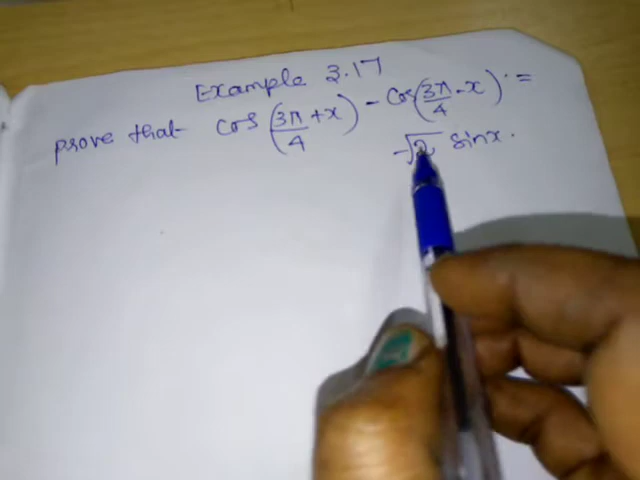 Example 3.17
prove that cos (3π/4 + x) - cos (3π/4 - x) =
-√2 sin x.